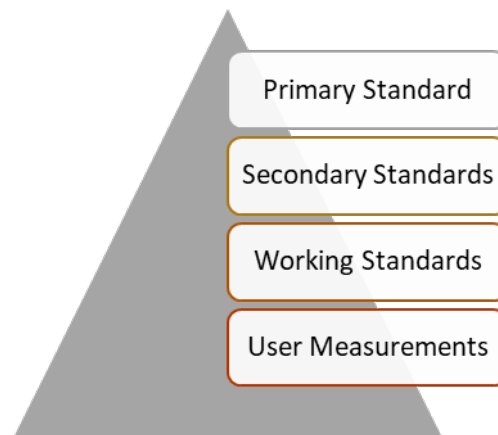 Primary Standard
Secondary Standards
Working Standards
User Measurements